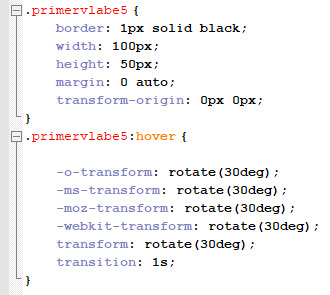 .primervlabe5 {
border: 1px solid black;
width: 100px;
height: 50px;
margin: 0 auto;
transform-origin: 0px 0px;
}
.primervlabe5:hover {
-o-transform: rotate(30deg);
-ms-transform: rotate(30deg);
-moz-transform: rotate(30deg);
-webkit-transform: rotate(30deg);
transform: rotate(30deg);
transition: 1s;
}